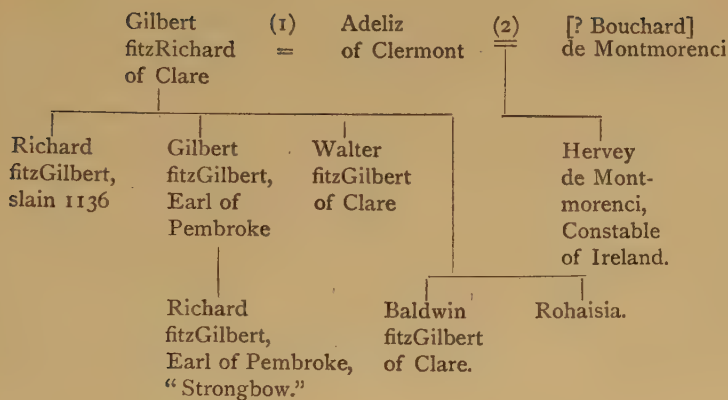 Gilbert (1) Adeliz (2) [? Bouchard]
fitzRichard = of Clermont = de Montmorenci
of Clare
Richard
fitzGilbert,
slain 1136
Gilbert
fitzGilbert,
Earl of
Pembroke
Walter
fitzGilbert
of Clare
Hervey
de Mont-
morenci,
Constable
of Ireland.
Richard
fitzGilbert,
Earl of Pembroke,
“Strongbow.”
Baldwin
fitzGilbert
of Clare.
Rohaisia.